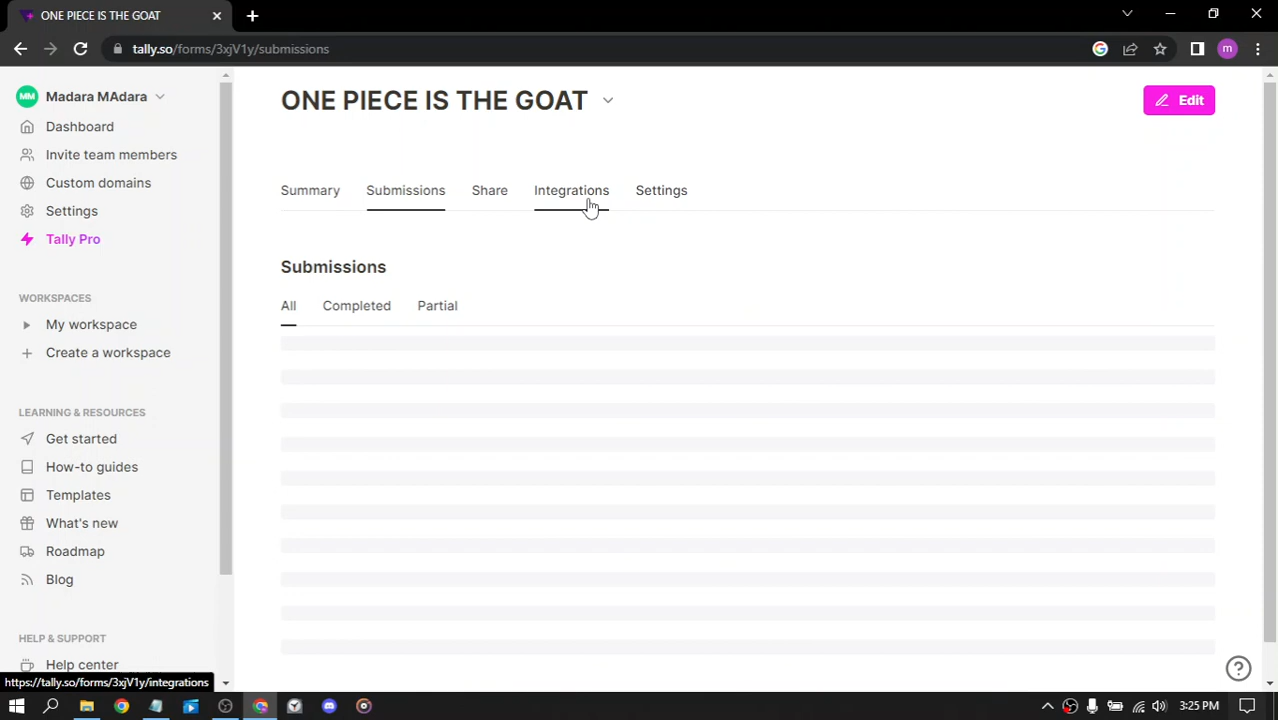 ONE PIECE IS THE GOAT
tally.so/forms/3xjV1y/submissions
m
MM Madara MAdara
Dashboard
Invite team members
Custom domains
Settings
Tally Pro
WORKSPACES
My workspace
Create a workspace
LEARNING & RESOURCES
Get started
How-to guides
Templates
What's new
Roadmap
Blog
HELP & SUPPORT
Help center
https://tally.so/forms/3xjV1y/integrations
ONE PIECE IS THE GOAT
Edit
Summary Submissions Share Integrations Settings
Submissions
All Completed Partial
3:25 PM